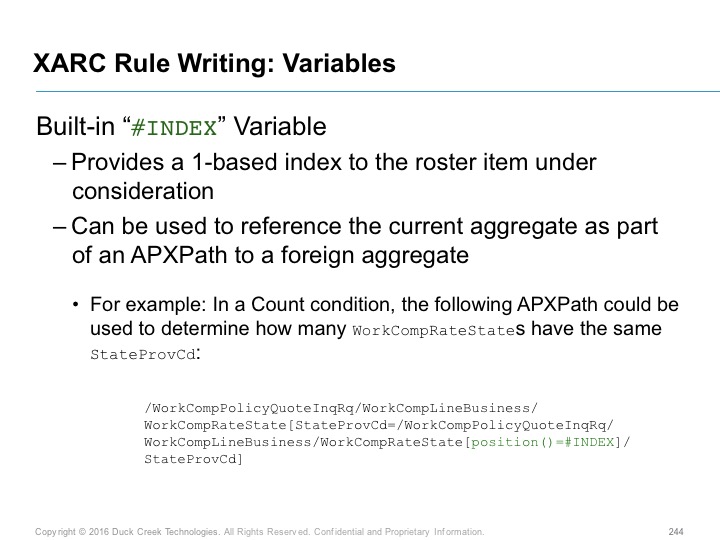 XARC Rule Writing: Variables
Built-in “#INDEX” Variable
– Provides a 1-based index to the roster item under
consideration
– Can be used to reference the current aggregate as part
of an APXPath to a foreign aggregate
• For example: In a Count condition, the following APXPath could be
used to determine how many WorkCompRateStates have the same
StateProvCd:
/WorkCompPolicyQuoteInqRq/WorkCompLineBusiness/
WorkCompRateState[StateProvCd=/WorkCompPolicyQuoteInqRq/
WorkCompLineBusiness/WorkCompRateState[position()=#INDEX]/
StateProvCd]
Copyright © 2016 Duck Creek Technologies. All Rights Reserved. Confidential and Proprietary Information. 244